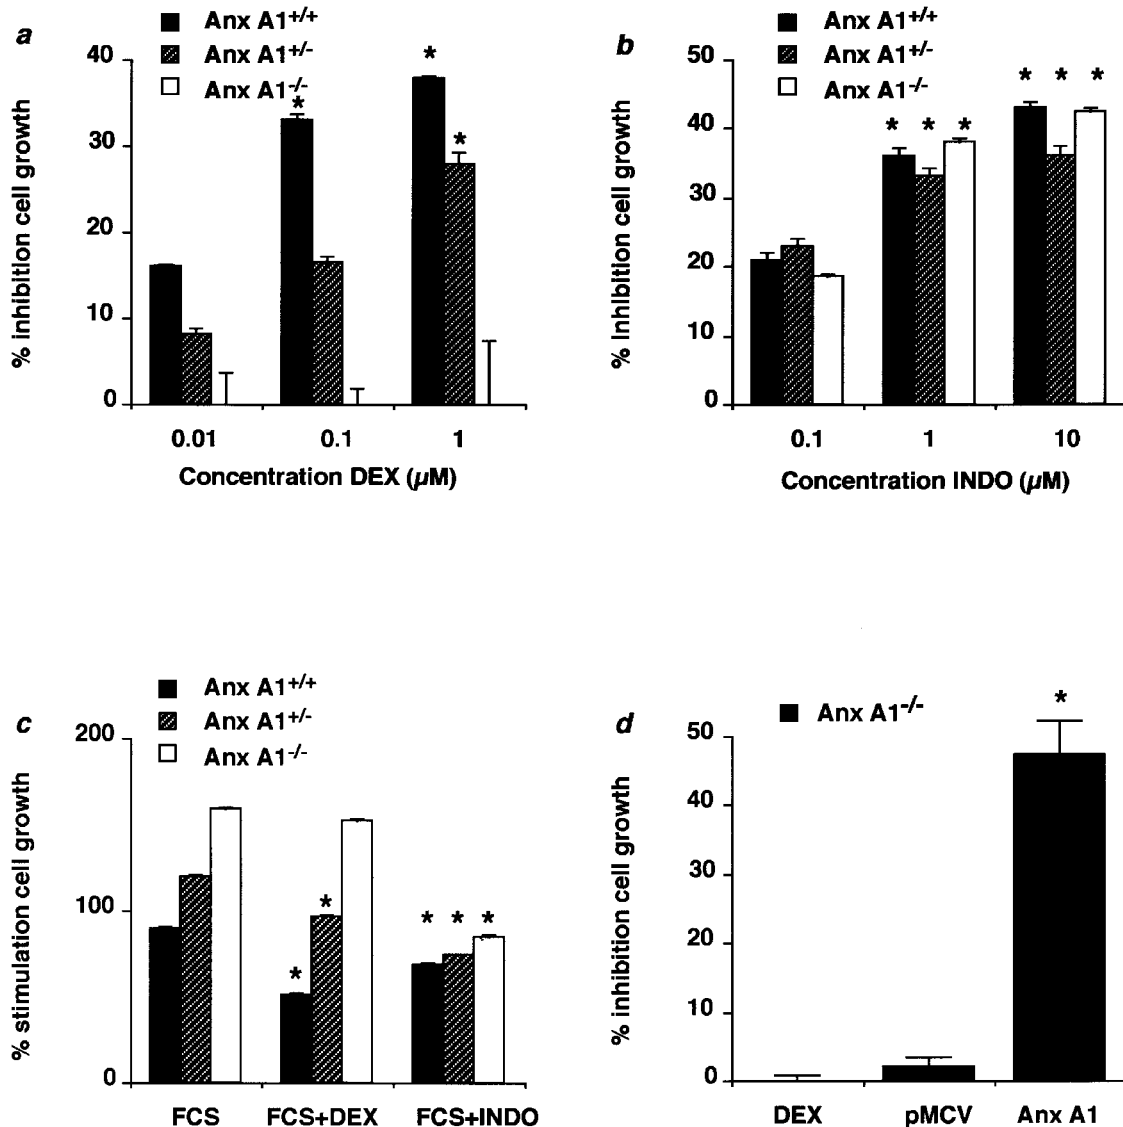 a
Anx A1+/+
Anx A1+/-
Anx A1-/-
% inhibition cell growth
40
30
20
10
0
* * *
0.01 0.1 1
Concentration DEX (µM)
b
Anx A1+/+
Anx A1+/-
Anx A1-/-
% inhibition cell growth
50
40
30
20
10
0
* * * * * *
0.1 1 10
Concentration INDO (µM)
c
Anx A1+/+
Anx A1+/-
Anx A1-/-
% stimulation cell growth
200
100
0
* * * * *
FCS FCS+DEX FCS+INDO
d
Anx A1-/-
% inhibition cell growth
50
40
30
20
10
0
*
DEX pMCV Anx A1